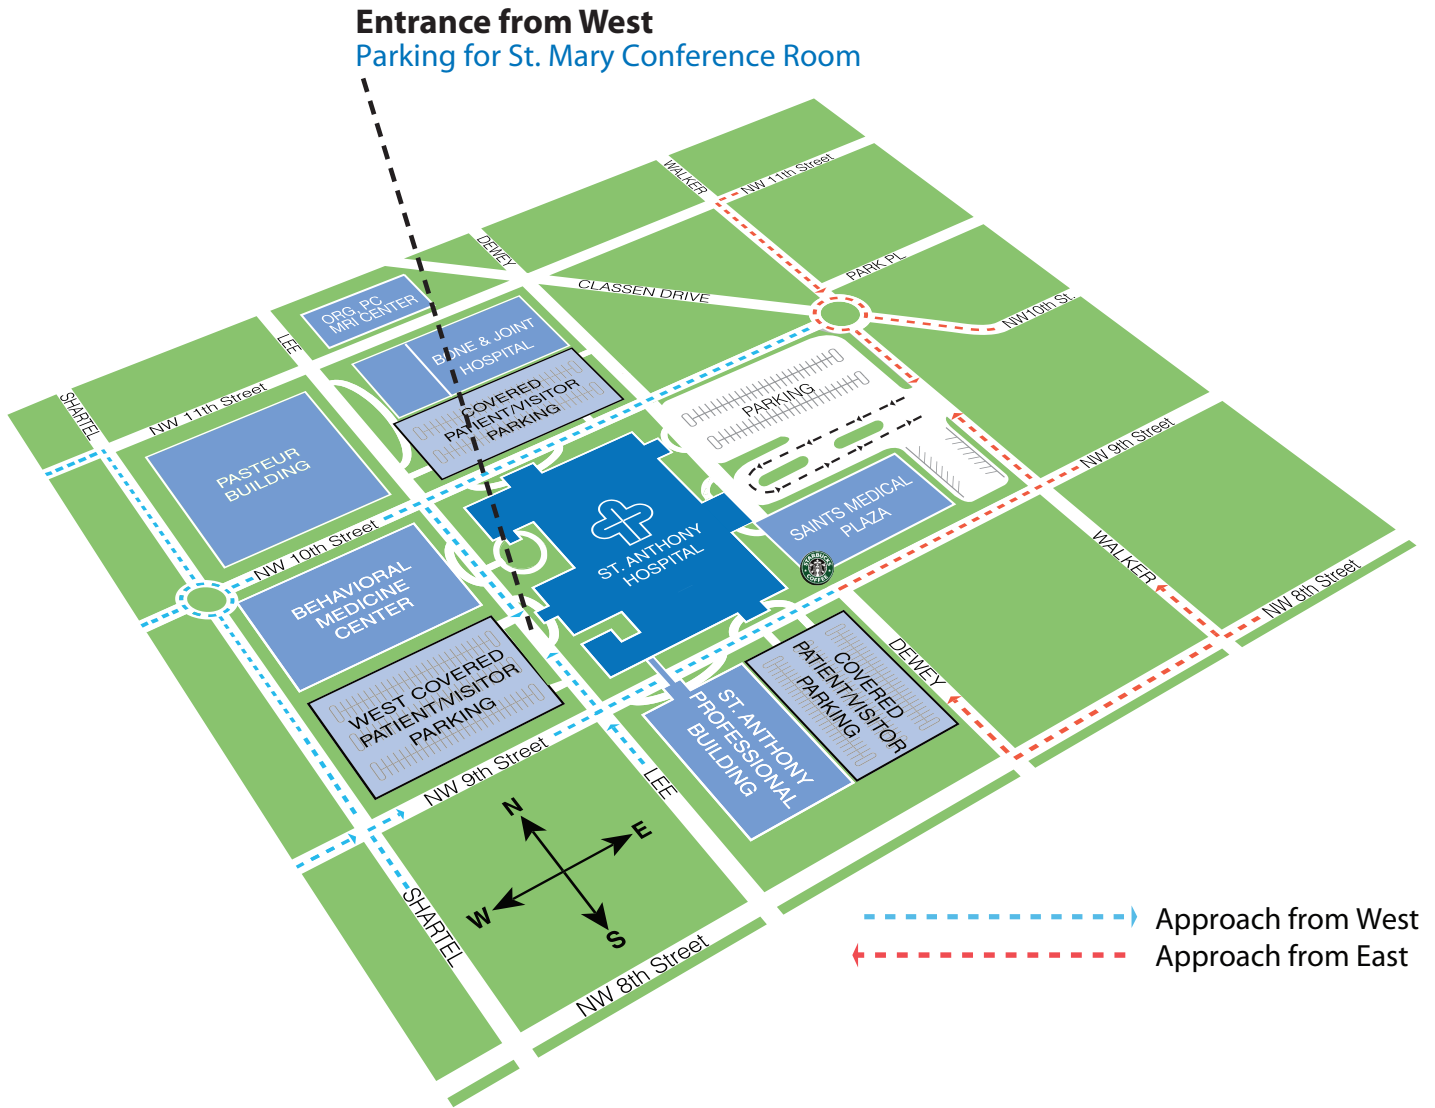 Entrance from West
Parking for St. Mary Conference Room
WALKER
NW 11th Street
DEWEY
PARK PL
CLASSEN DRIVE
NW10th St.
ORG, PC
MRI CENTER
LEE
BONE & JOINT
HOSPITAL
COVERED
PATIENT/VISITOR
PARKING
PARKING
SHARTEL
NW 11th Street
PASTEUR
BUILDING
NW 9th Street
SAINTS MEDICAL
PLAZA
STARBUCKS
COFFEE
ST. ANTHONY
HOSPITAL
NW 10th Street
BEHAVIORAL
MEDICINE
CENTER
WALKER
NW 8th Street
WEST COVERED
PATIENT/VISITOR
PARKING
COVERED
PATIENT/VISITOR
PARKING
DEWEY
ST. ANTHONY
PROFESSIONAL
BUILDING
NW 9th Street
LEE
N
E
W
S
SHARTEL
NW 8th Street
Approach from West
Approach from East